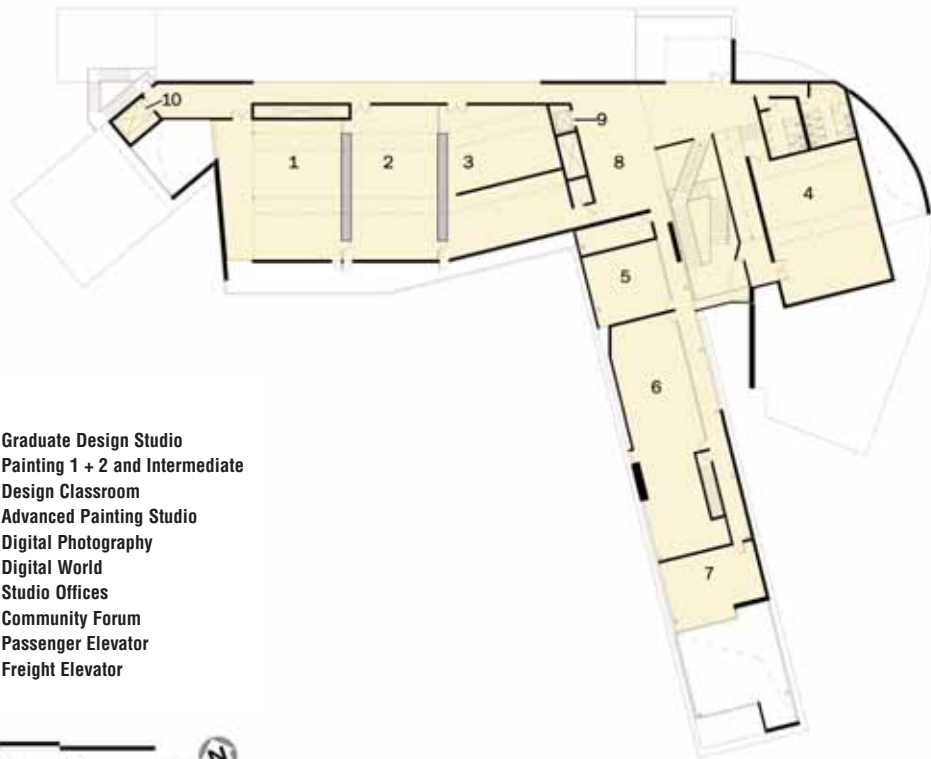 10
9
1
2
3
8
4
5
6
7
Graduate Design Studio
Painting 1 + 2 and Intermediate
Design Classroom
Advanced Painting Studio
Digital Photography
Digital World
Studio Offices
Community Forum
Passenger Elevator
Freight Elevator
N